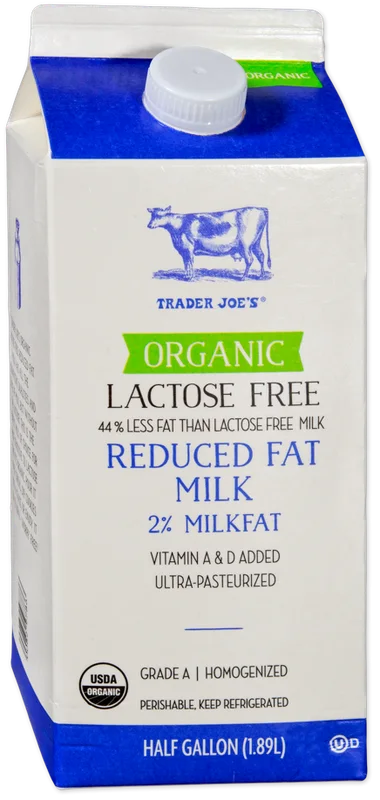 ORGANIC
TRADER JOE'S®
ORGANIC
LACTOSE FREE
44% LESS FAT THAN LACTOSE FREE MILK
REDUCED FAT
MILK
2% MILKFAT
VITAMIN A & D ADDED
ULTRA-PASTEURIZED
USDA
ORGANIC
GRADE A | HOMOGENIZED
PERISHABLE, KEEP REFRIGERATED
HALF GALLON (1.89L)
U D